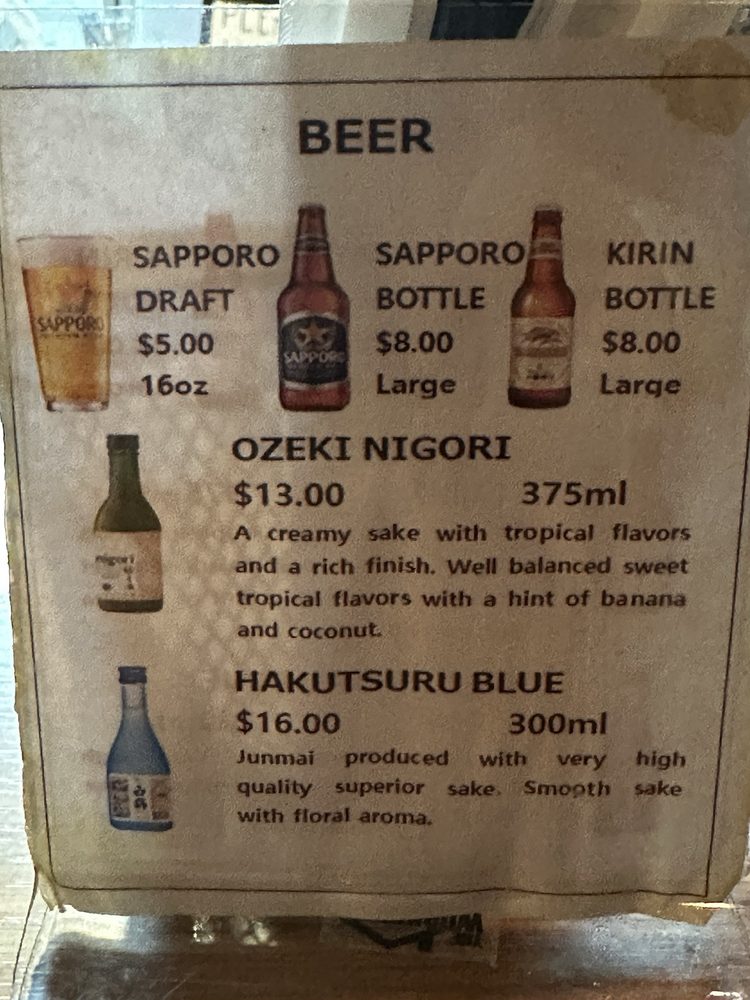 BEER
SAPPORO
DRAFT
$5.00
16oz
SAPPORO
BOTTLE
$8.00
Large
KIRIN
BOTTLE
$8.00
Large
SAPPORO
SAPPORO
OZEKI NIGORI
$13.00 375ml
A creamy sake with tropical flavors
and a rich finish. Well balanced sweet
tropical flavors with a hint of banana
and coconut.
nigori
HAKUTSURU BLUE
$16.00 300ml
Junmai produced with very high
quality superior sake. Smooth sake
with floral aroma.